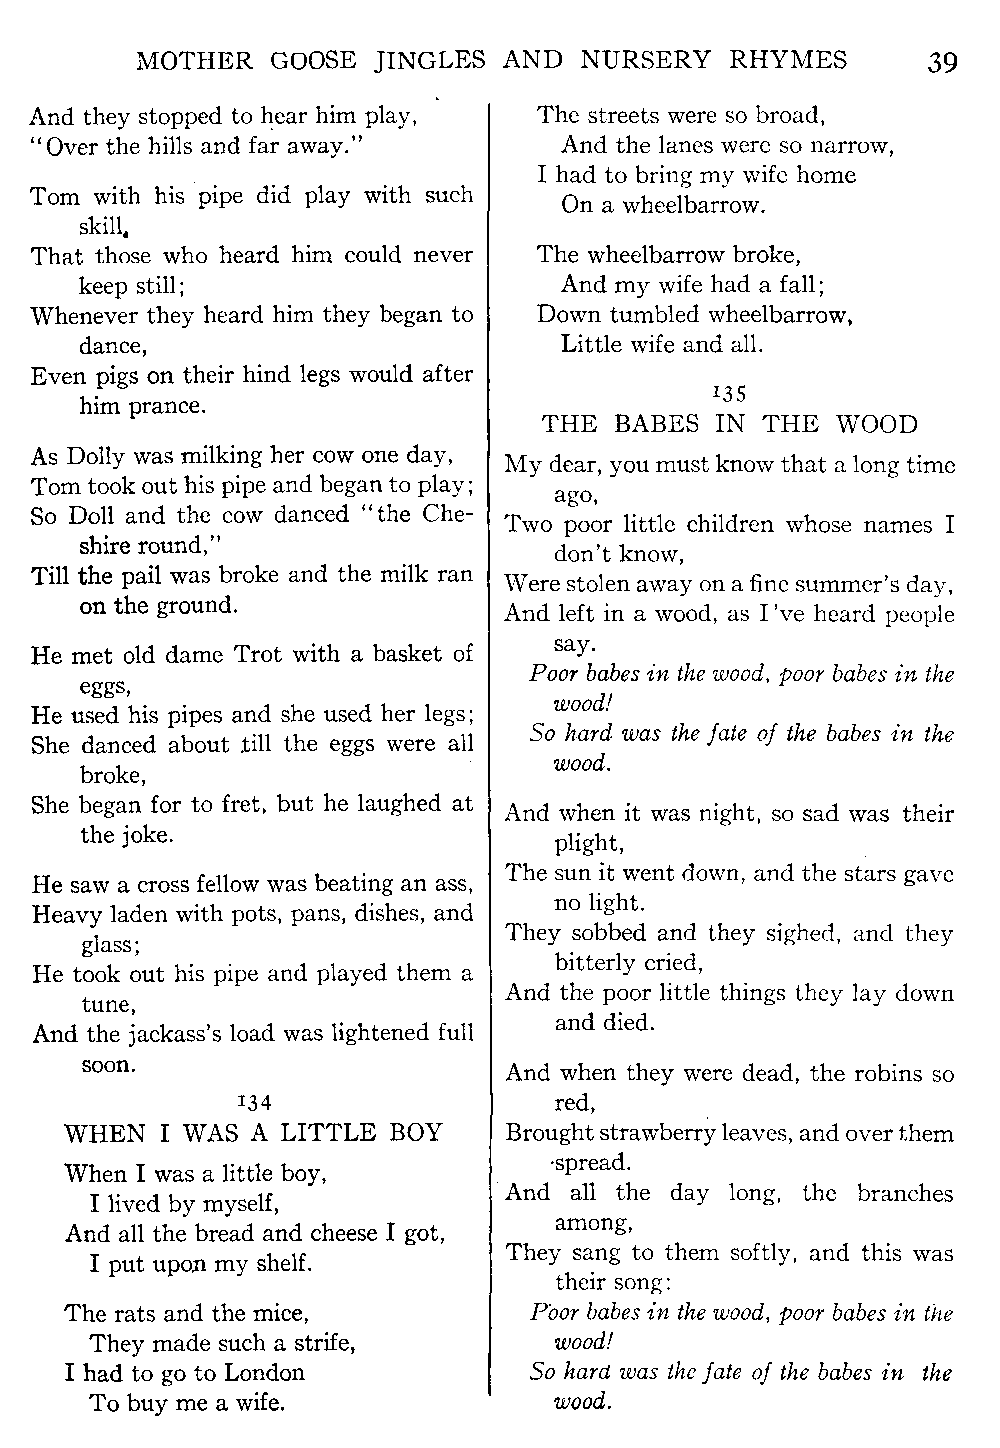 MOTHER GOOSE JINGLES AND NURSERY RHYMES 39
And they stopped to hear him play,
"Over the hills and far away."
Tom with his pipe did play with such
skill,
That those who heard him could never
keep still;
Whenever they heard him they began to
dance,
Even pigs on their hind legs would after
him prance.
As Dolly was milking her cow one day,
Tom took out his pipe and began to play;
So Doll and the cow danced "the Che-
shire round,"
Till the pail was broke and the milk ran
on the ground.
He met old dame Trot with a basket of
eggs,
He used his pipes and she used her legs;
She danced about till the eggs were all
broke,
She began for to fret, but he laughed at
the joke.
He saw a cross fellow was beating an ass,
Heavy laden with pots, pans, dishes, and
glass;
He took out his pipe and played them a
tune,
And the jackass's load was lightened full
soon.
134
WHEN I WAS A LITTLE BOY
When I was a little boy,
I lived by myself,
And all the bread and cheese I got,
I put upon my shelf.
The rats and the mice,
They made such a strife,
I had to go to London
To buy me a wife.
The streets were so broad,
And the lanes were so narrow,
I had to bring my wife home
On a wheelbarrow.
The wheelbarrow broke,
And my wife had a fall;
Down tumbled wheelbarrow,
Little wife and all.
135
THE BABES IN THE WOOD
My dear, you must know that a long time
ago,
Two poor little children whose names I
don't know,
Were stolen away on a fine summer's day,
And left in a wood, as I've heard people
say.
Poor babes in the wood, poor babes in the
wood!
So hard was the fate of the babes in the
wood.
And when it was night, so sad was their
plight,
The sun it went down, and the stars gave
no light.
They sobbed and they sighed, and they
bitterly cried,
And the poor little things they lay down
and died.
And when they were dead, the robins so
red,
Brought strawberry leaves, and over them
spread.
And all the day long, the branches
among,
They sang to them softly, and this was
their song:
Poor babes in the wood, poor babes in the
wood!
So hard was the fate of the babes in the
wood.